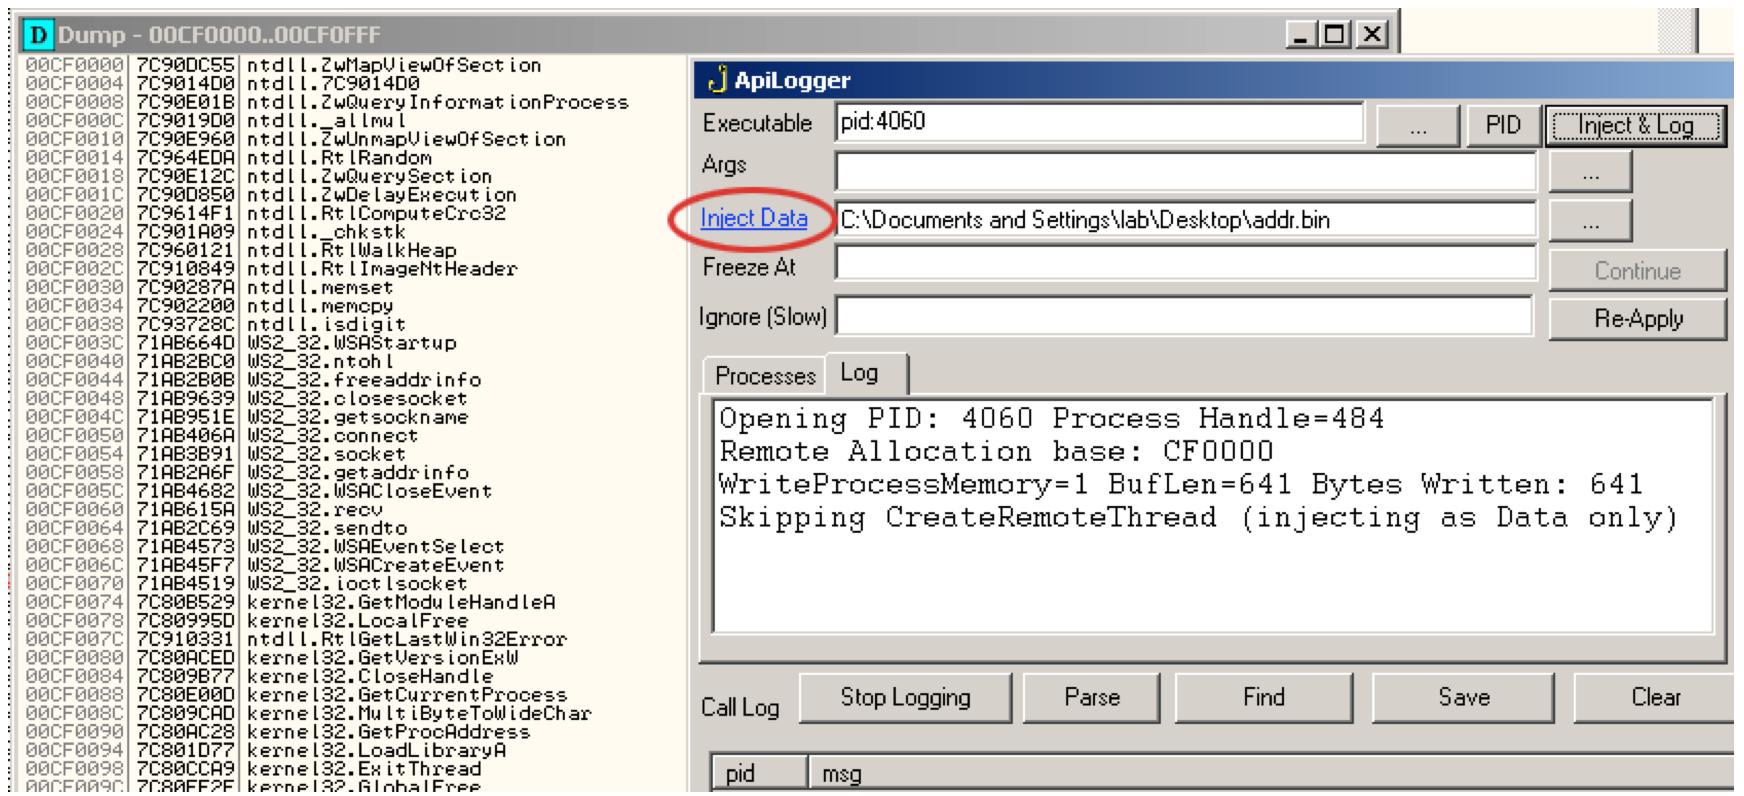 D Dump - 00CF0000..00CF0FFF
00CF0000 7C90DC55 ntdll.ZwMapViewOfSection
00CF0004 7C9014D0 ntdll.7C9014D0
00CF0008 7C90E01B ntdll.ZwQueryInformationProcess
00CF000C 7C9019D0 ntdll._allmul
00CF0010 7C90E960 ntdll.ZwUnmapViewOfSection
00CF0014 7C964EDA ntdll.RtlRandom
00CF0018 7C90E12C ntdll.ZwQuerySection
00CF001C 7C90D850 ntdll.ZwDelayExecution
00CF0020 7C9614F1 ntdll.RtlComputeCrc32
00CF0024 7C901A09 ntdll._chkstk
00CF0028 7C960121 ntdll.RtlWalkHeap
00CF002C 7C910849 ntdll.RtlImageNtHeader
00CF0030 7C90287A ntdll.memset
00CF0034 7C902200 ntdll.memcpy
00CF0038 7C93728C ntdll.isdigit
00CF003C 71AB664D WS2_32.WSAStartup
00CF0040 71AB2BC0 WS2_32.ntohl
00CF0044 71AB2B0B WS2_32.freeaddrinfo
00CF0048 71AB9639 WS2_32.closesocket
00CF004C 71AB951E WS2_32.getsockname
00CF0050 71AB406A WS2_32.connect
00CF0054 71AB3B91 WS2_32.socket
00CF0058 71AB2A6F WS2_32.getaddrinfo
00CF005C 71AB4682 WS2_32.WSACloseEvent
00CF0060 71AB615A WS2_32.recv
00CF0064 71AB2C69 WS2_32.sendto
00CF0068 71AB4573 WS2_32.WSAEventSelect
00CF006C 71AB45F7 WS2_32.WSACreateEvent
00CF0070 71AB4519 WS2_32.ioctlsocket
00CF0074 7C80B529 kernel32.GetModuleHandleA
00CF0078 7C80995D kernel32.LocalFree
00CF007C 7C910331 ntdll.RtlGetLastWin32Error
00CF0080 7C80ACED kernel32.GetVersionExW
00CF0084 7C809B77 kernel32.CloseHandle
00CF0088 7C80E00D kernel32.GetCurrentProcess
00CF008C 7C809CAD kernel32.MultiByteToWideChar
00CF0090 7C80AC28 kernel32.GetProcAddress
00CF0094 7C801D77 kernel32.LoadLibraryA
00CF0098 7C80CCA9 kernel32.ExitThread
00CF009C 7C80FF2F kernel32.GlobalFree
ApiLogger
Executable pid:4060 ... PID Inject & Log
Args ...
Inject Data C:\Documents and Settings\lab\Desktop\addr.bin ...
Freeze At Continue
Ignore (Slow) Re-Apply
Processes Log
Opening PID: 4060 Process Handle=484
Remote Allocation base: CF0000
WriteProcessMemory=1 BufLen=641 Bytes Written: 641
Skipping CreateRemoteThread (injecting as Data only)
Call Log Stop Logging Parse Find Save Clear
pid msg